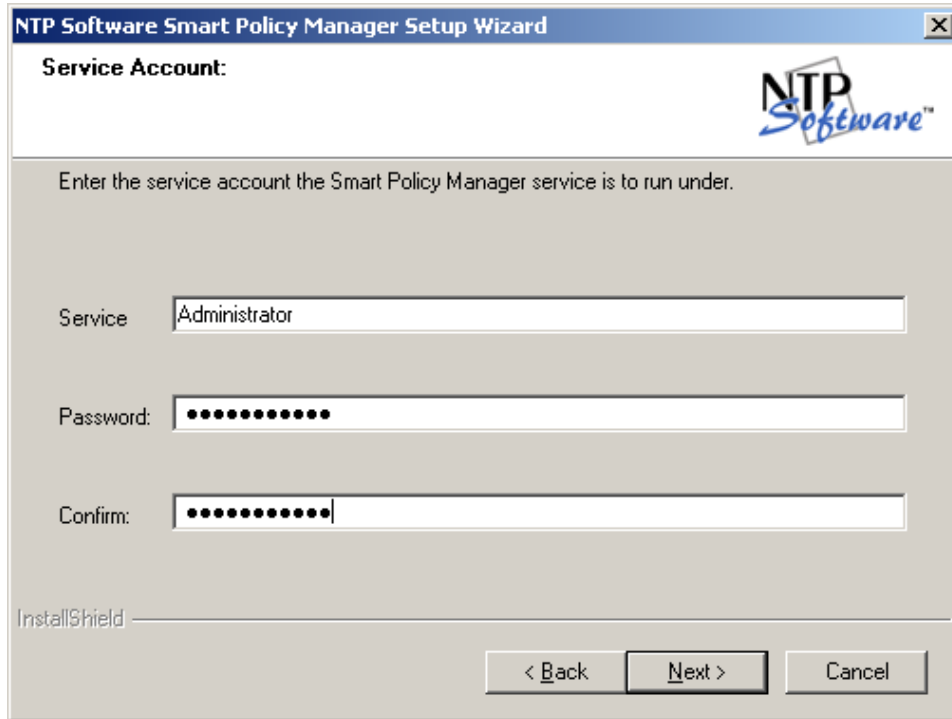 NTP Software Smart Policy Manager Setup Wizard
Service Account:
NTP
Software™
Enter the service account the Smart Policy Manager service is to run under.
Service
Administrator
Password:
●●●●●●●●●●●
Confirm:
●●●●●●●●●●●
InstallShield
< Back
Next >
Cancel